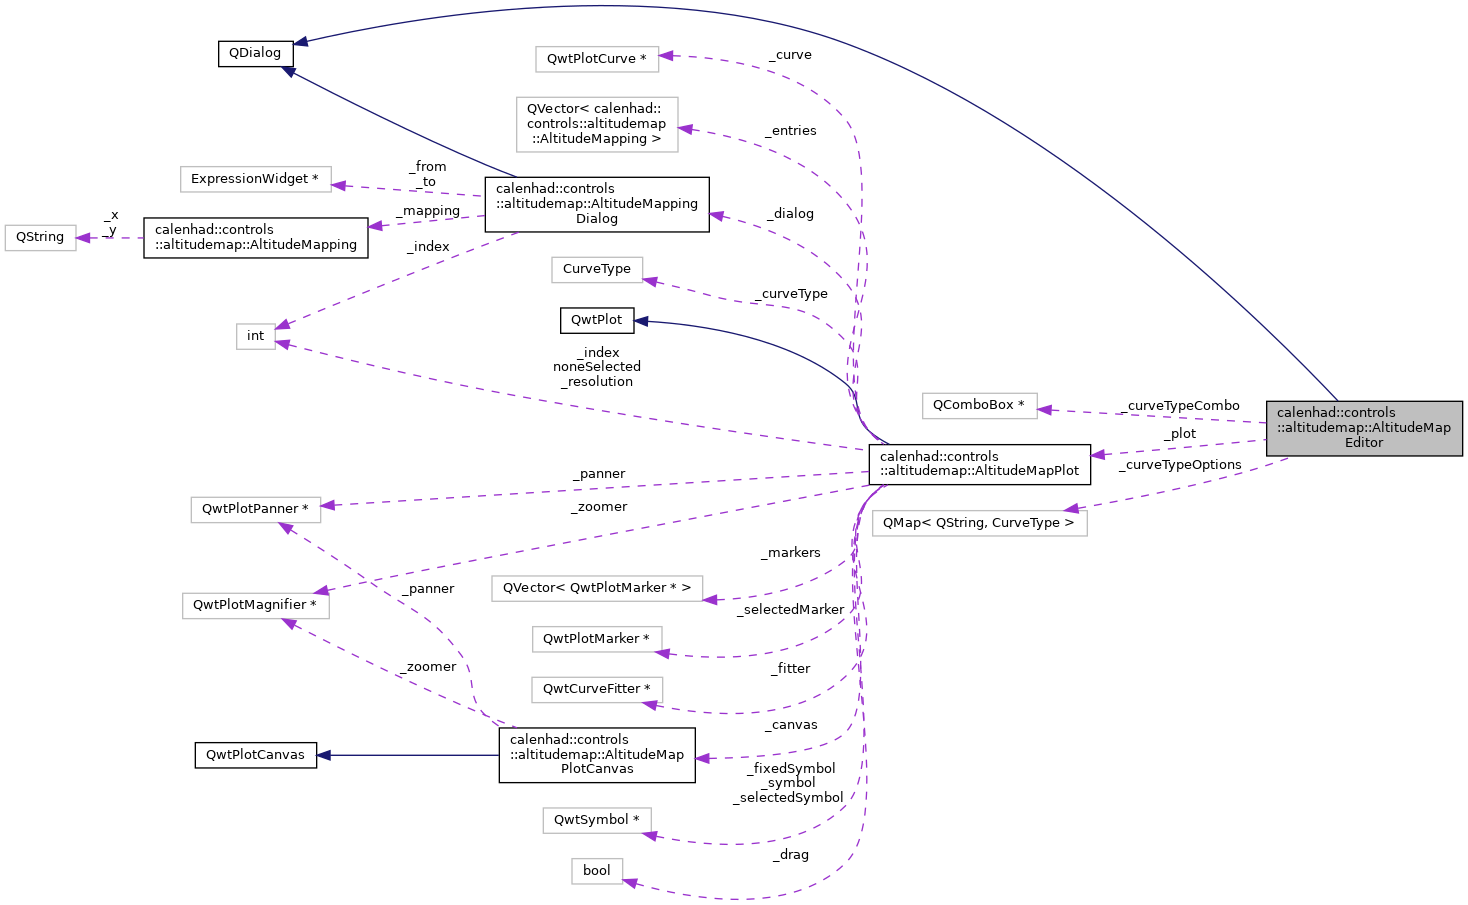 QDialog
QwtPlotCurve *
_curve
QVector< calenhad::
controls::altitudemap
::AltitudeMapping >
_entries
ExpressionWidget *
_from
_to
calenhad::controls
::altitudemap::AltitudeMapping
Dialog
_dialog
QString
_x
_y
calenhad::controls
::altitudemap::AltitudeMapping
_mapping
_index
CurveType
_curveType
QwtPlot
int
_index
noneSelected
_resolution
QComboBox *
_curveTypeCombo
calenhad::controls
::altitudemap::AltitudeMap
Editor
_plot
calenhad::controls
::altitudemap::AltitudeMapPlot
_curveTypeOptions
QMap< QString, CurveType >
_panner
QwtPlotPanner *
_zoomer
_markers
QVector< QwtPlotMarker * >
_panner
QwtPlotMagnifier *
_selectedMarker
QwtPlotMarker *
_zoomer
_fitter
QwtCurveFitter *
_canvas
QwtPlotCanvas
calenhad::controls
::altitudemap::AltitudeMap
PlotCanvas
_fixedSymbol
_symbol
_selectedSymbol
QwtSymbol *
_drag
bool